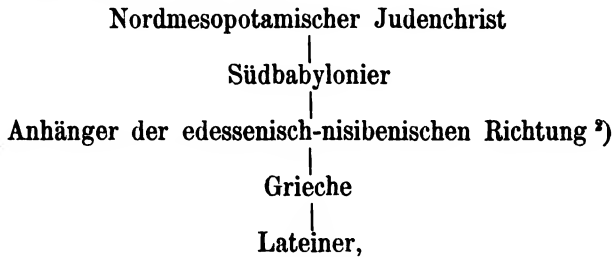 Nordmesopotamischer Judenchrist
Südbabylonier
Anhänger der edessenisch-nisibenischen Richtung ²)
Grieche
Lateiner,